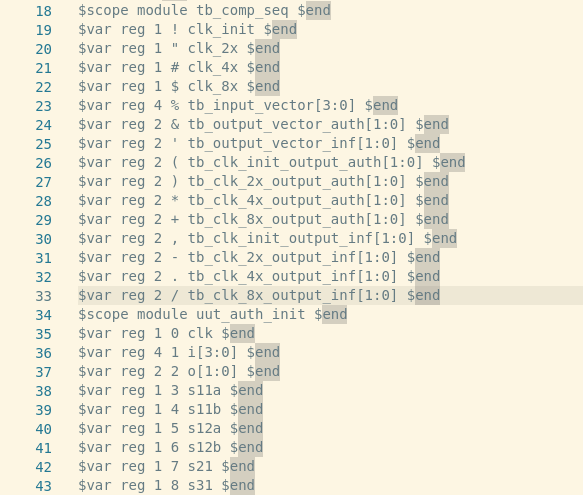 18 $scope module tb_comp_seq $end
19 $var reg 1 ! clk_init $end
20 $var reg 1 " clk_2x $end
21 $var reg 1 # clk_4x $end
22 $var reg 1 $ clk_8x $end
23 $var reg 4 % tb_input_vector[3:0] $end
24 $var reg 2 & tb_output_vector_auth[1:0] $end
25 $var reg 2 ' tb_output_vector_inf[1:0] $end
26 $var reg 2 ( tb_clk_init_output_auth[1:0] $end
27 $var reg 2 ) tb_clk_2x_output_auth[1:0] $end
28 $var reg 2 * tb_clk_4x_output_auth[1:0] $end
29 $var reg 2 + tb_clk_8x_output_auth[1:0] $end
30 $var reg 2 , tb_clk_init_output_inf[1:0] $end
31 $var reg 2 - tb_clk_2x_output_inf[1:0] $end
32 $var reg 2 . tb_clk_4x_output_inf[1:0] $end
33 $var reg 2 / tb_clk_8x_output_inf[1:0] $end
34 $scope module uut_auth_init $end
35 $var reg 1 0 clk $end
36 $var reg 4 1 i[3:0] $end
37 $var reg 2 2 o[1:0] $end
38 $var reg 1 3 s11a $end
39 $var reg 1 4 s11b $end
40 $var reg 1 5 s12a $end
41 $var reg 1 6 s12b $end
42 $var reg 1 7 s21 $end
43 $var reg 1 8 s31 $end